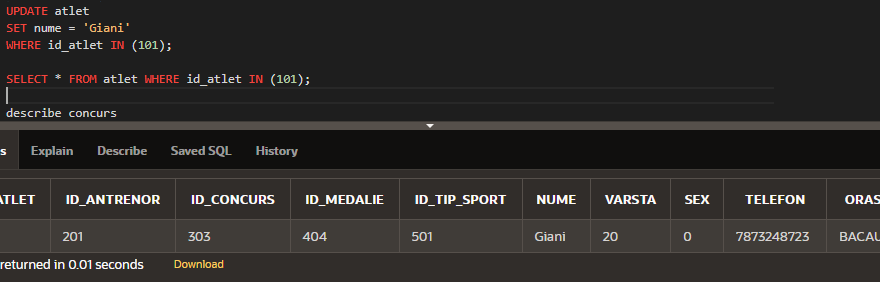 UPDATE atlet
SET nume = 'Giani'
WHERE id_atlet IN (101);
SELECT * FROM atlet WHERE id_atlet IN (101);
describe concurs
s Explain Describe Saved SQL History
ATLET ID_ANTRENOR ID_CONCURS ID_MEDALIE ID_TIP_SPORT NUME VARSTA SEX TELEFON ORAS
201 303 404 501 Giani 20 0 7873248723 BACAU
returned in 0.01 seconds Download